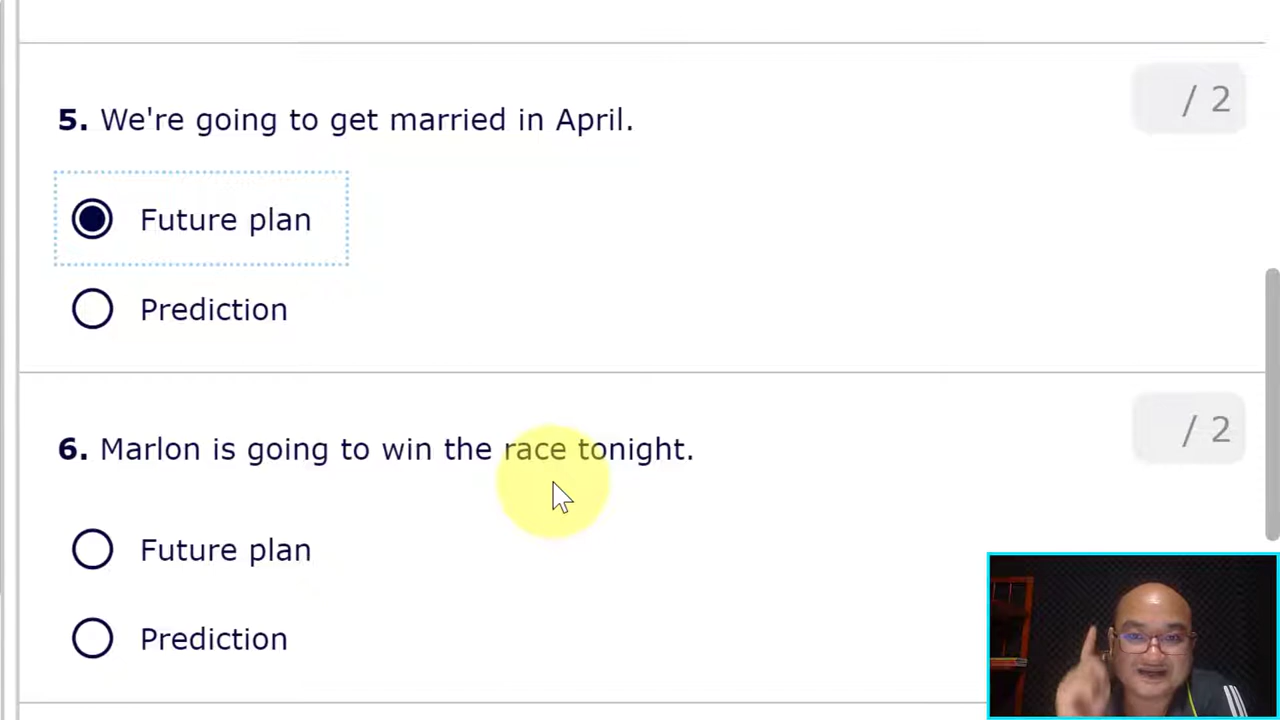 / 2
5. We're going to get married in April.
Future plan
Prediction
/ 2
6. Marlon is going to win the race tonight.
Future plan
Prediction